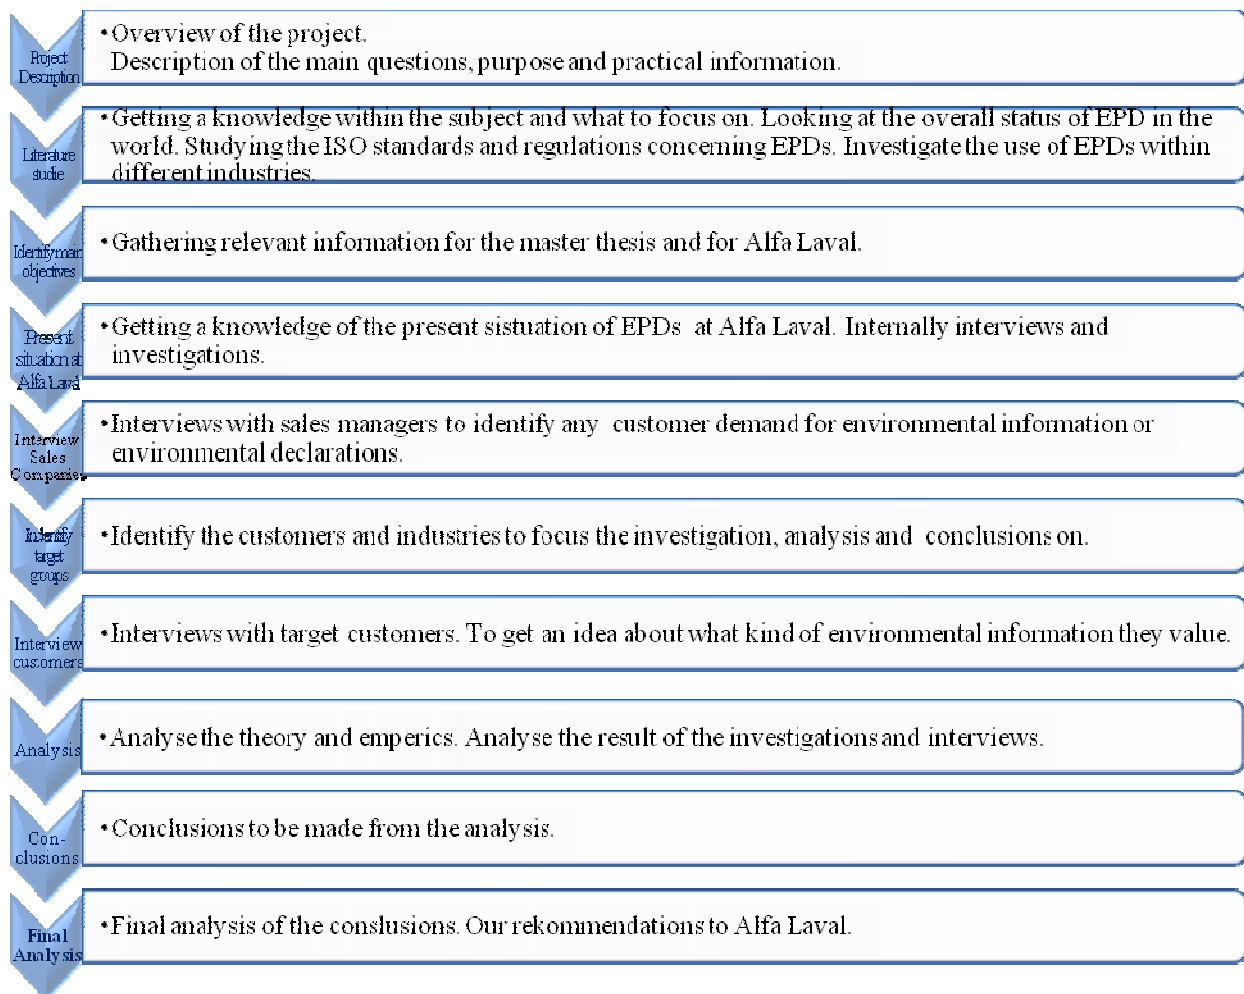 Project
Description
•Overview of the project.
Description of the main questions, purpose and practical information.
Literature
studie
•Getting a knowledge within the subject and what to focus on. Looking at the overall status of EPD in the
world. Studying the ISO standards and regulations concerning EPDs. Investigate the use of EPDs within
different industries.
Identify main
objectives
•Gathering relevant information for the master thesis and for Alfa Laval.
Present
situation at
Alfa Laval
•Getting a knowledge of the present sistuation of EPDs at Alfa Laval. Internally interviews and
investigations.
Interview
Sales
Companies
•Interviews with sales managers to identify any customer demand for environmental information or
environmental declarations.
target
groups
•Identify the customers and industries to focus the investigation, analysis and conclusions on.
Interview
customers
•Interviews with target customers. To get an idea about what kind of environmental information they value.
Analysis
•Analyse the theory and emperics. Analyse the result of the investigations and interviews.
Con-
clusions
•Conclusions to be made from the analysis.
Final
Analysis
•Final analysis of the conslusions. Our rekommendations to Alfa Laval.